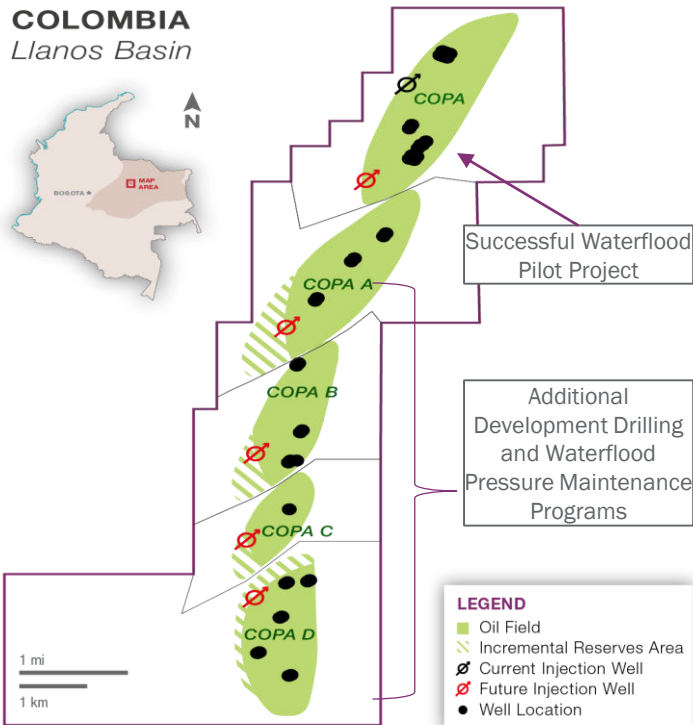 COLOMBIA
Llanos Basin
N
BOGOTA
MAP
AREA
COPA
Successful Waterflood
Pilot Project
COPA A
COPA B
Additional
Development Drilling
and Waterflood
Pressure Maintenance
Programs
COPA C
COPA D
1 mi
1 km
LEGEND
Oil Field
Incremental Reserves Area
Current Injection Well
Future Injection Well
Well Location